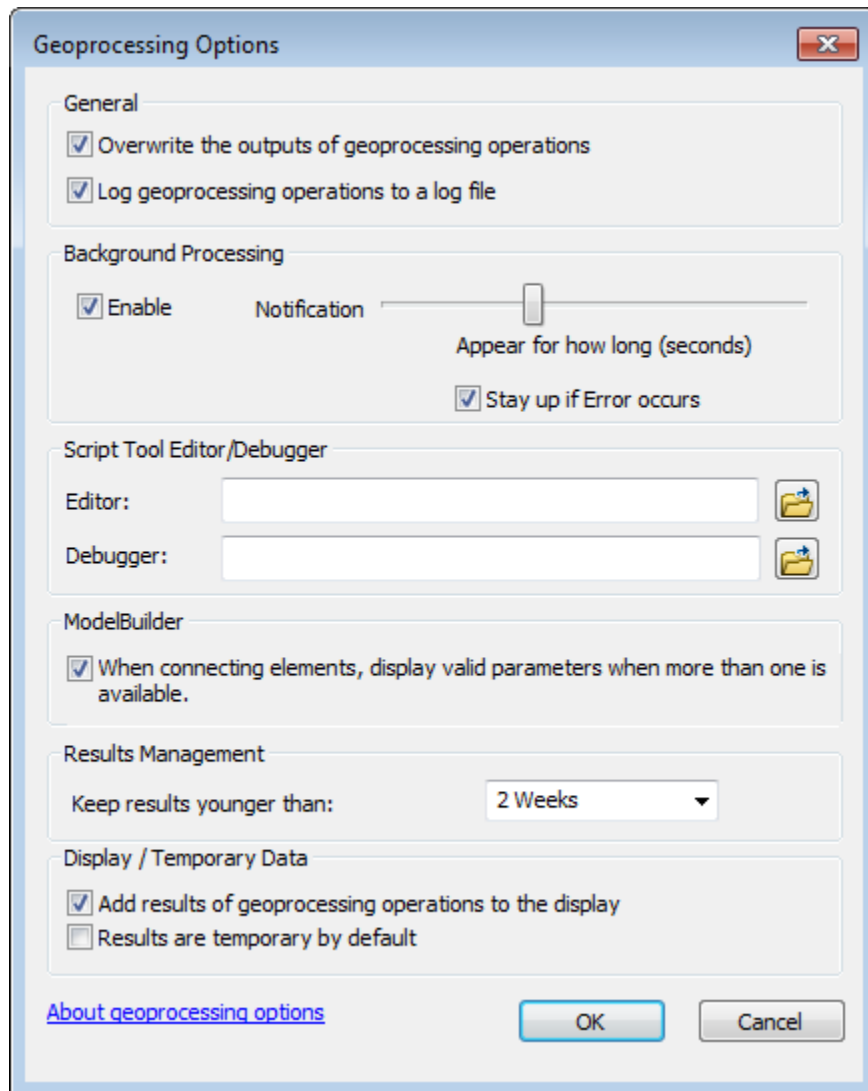 Geoprocessing Options
General
Overwrite the outputs of geoprocessing operations
Log geoprocessing operations to a log file
Background Processing
Enable
Notification
Appear for how long (seconds)
Stay up if Error occurs
Script Tool Editor/Debugger
Editor:
Debugger:
ModelBuilder
When connecting elements, display valid parameters when more than one is
available.
Results Management
Keep results younger than:
2 Weeks
Display / Temporary Data
Add results of geoprocessing operations to the display
Results are temporary by default
About geoprocessing options
OK
Cancel